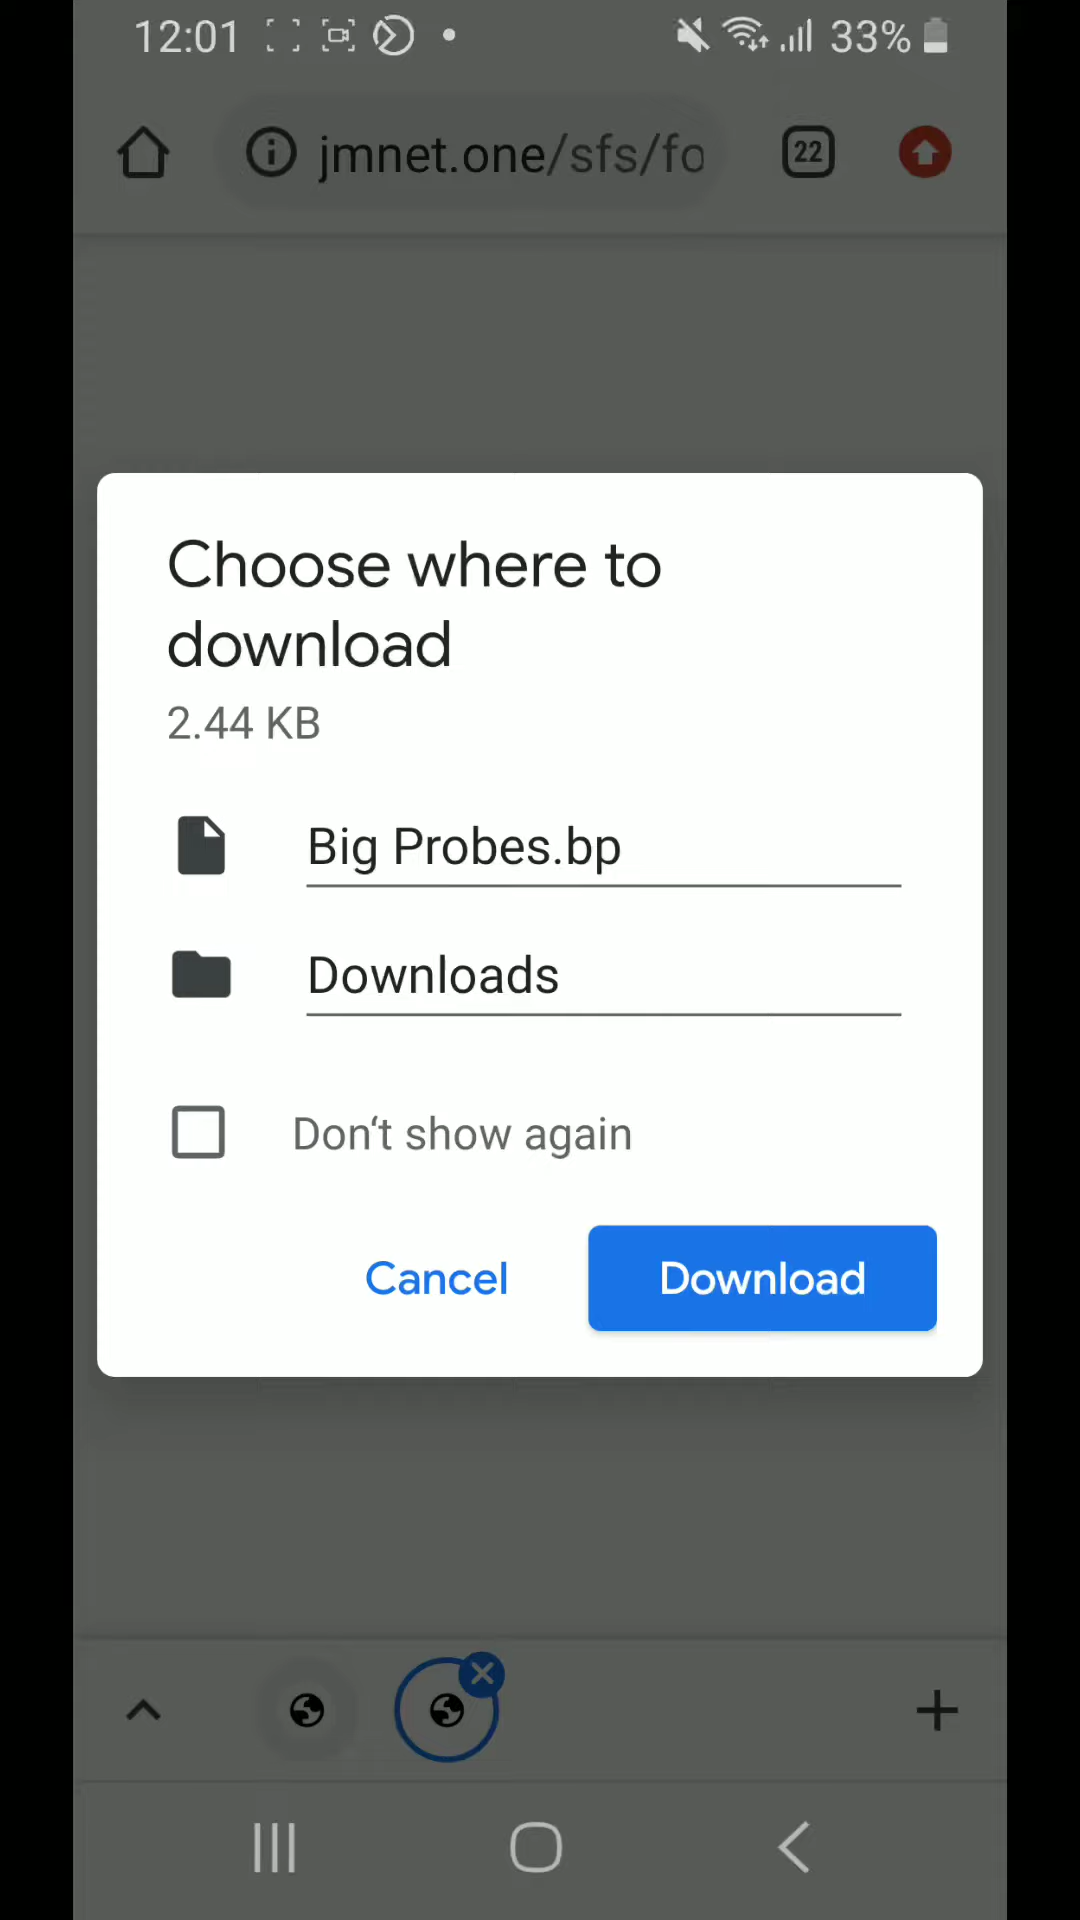 12:01 33%
jmnet.one/sfs/fo 22
Choose where to
download
2.44 KB
Big Probes.bp
Downloads
Don‘t show again
Cancel Download